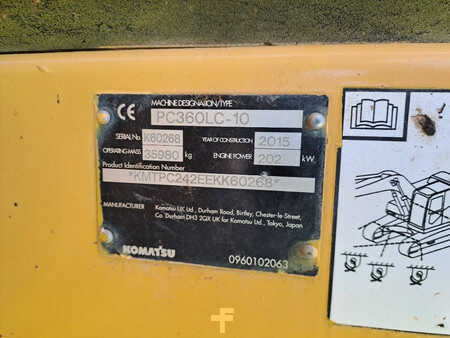 CE
MACHINE DESIGNATION/TYPE
PC360LC-10
SERIAL No. K60268 YEAR OF CONSTRUCTION 2015
OPERATING MASS 35980 kg ENGINE POWER 202 kW.
Product Identification Number
*KMTPC242EEKK60268*
MANUFACTURER
Komatsu UK Ltd., Durham Road, Birtley, Chester-le-Street,
Co. Durham DH3 2QX UK for Komatsu Ltd., Tokyo, Japan
KOMATSU
0960102063